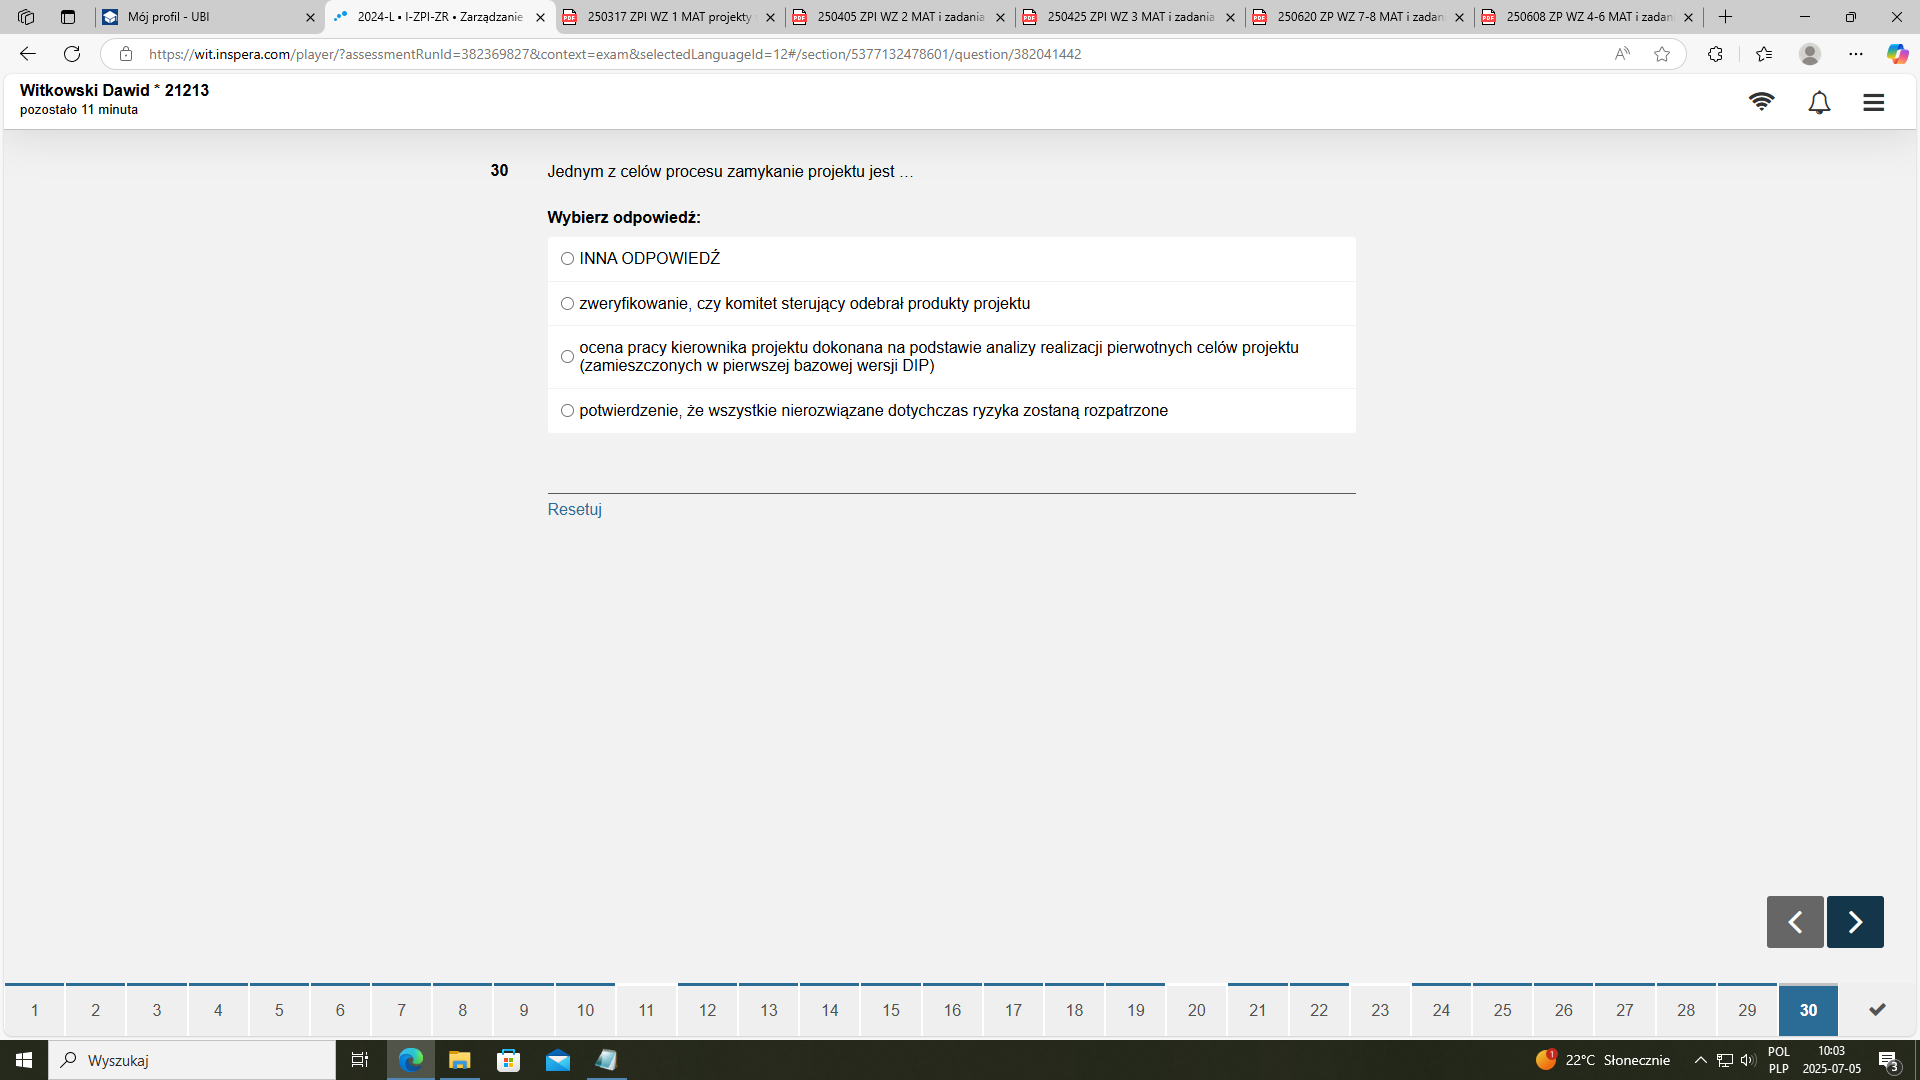 Mój profil - UBI
2024-L • I-ZPI-ZR • Zarządzanie
250317 ZPI WZ 1 MAT projekty
250405 ZPI WZ 2 MAT i zadania
250425 ZPI WZ 3 MAT i zadania
250620 ZP WZ 7-8 MAT i zadan
250608 ZP WZ 4-6 MAT i zadan
https://wit.inspera.com/player/?assessmentRunId=382369827&context=exam&selectedLanguageId=12#/section/5377132478601/question/382041442
Witkowski Dawid * 21213
pozostało 11 minuta
30 Jednym z celów procesu zamykanie projektu jest …
Wybierz odpowiedź:
INNA ODPOWIEDŹ
zweryfikowanie, czy komitet sterujący odebrał produkty projektu
ocena pracy kierownika projektu dokonana na podstawie analizy realizacji pierwotnych celów projektu
(zamieszczonych w pierwszej bazowej wersji DIP)
potwierdzenie, że wszystkie nierozwiązane dotychczas ryzyka zostaną rozpatrzone
Resetuj
1 2 3 4 5 6 7 8 9 10 11 12 13 14 15 16 17 18 19 20 21 22 23 24 25 26 27 28 29 30
Wyszukaj
1
22°C Słonecznie
POL
PLP
10:03
2025-07-05
3